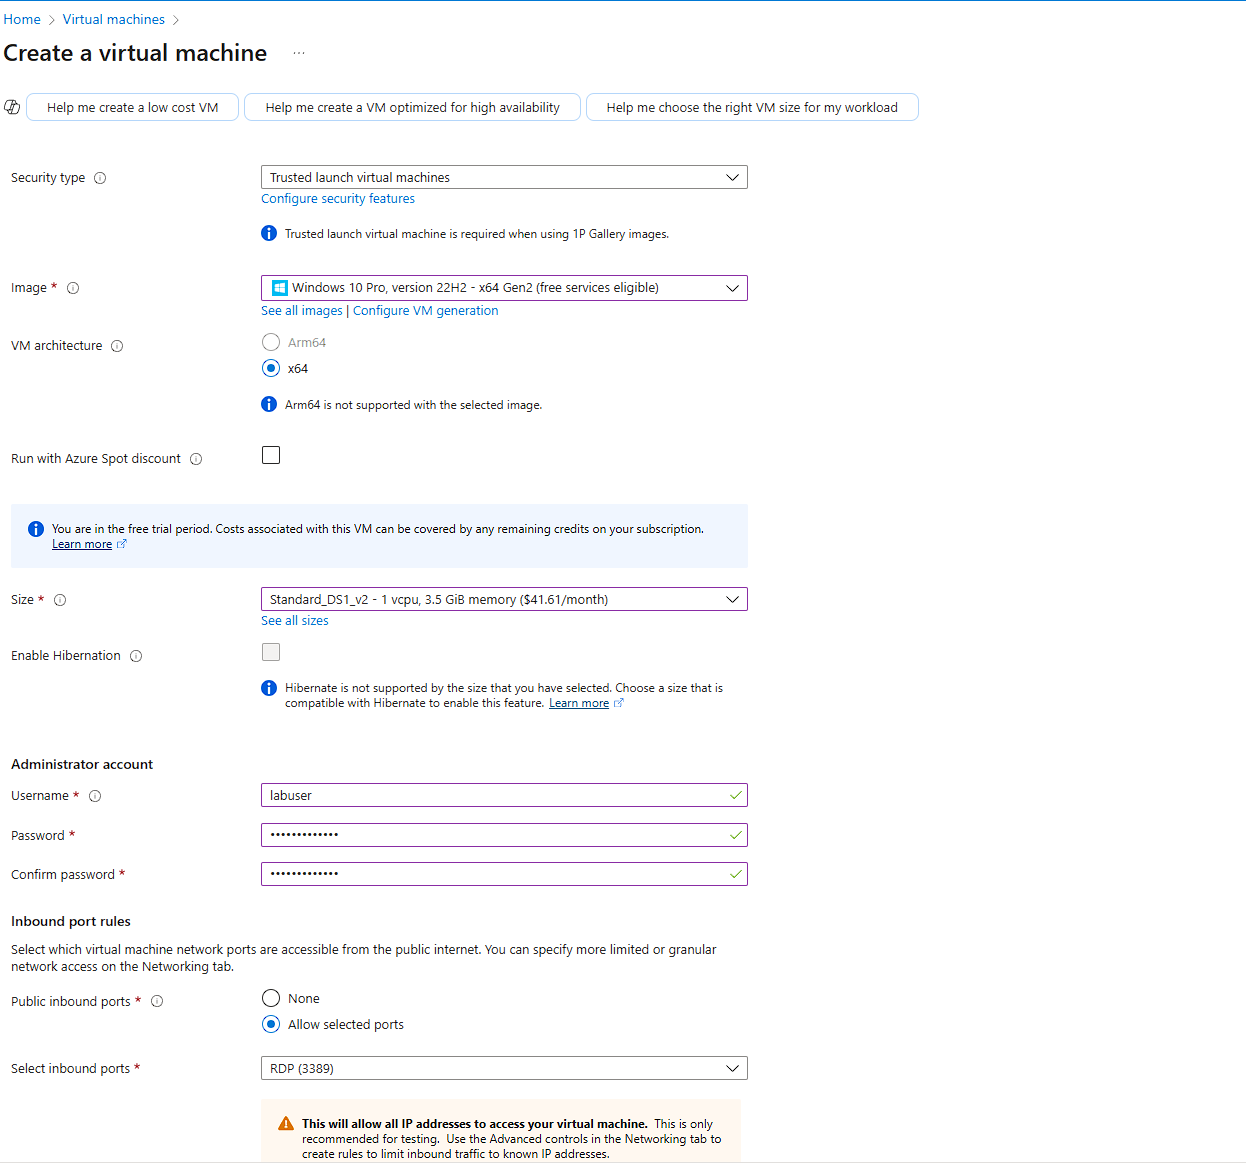 Home > Virtual machines >
Create a virtual machine ...
Help me create a low cost VM
Help me create a VM optimized for high availability
Help me choose the right VM size for my workload
Security type
Trusted launch virtual machines
Configure security features
Trusted launch virtual machine is required when using 1P Gallery images.
Image *
Windows 10 Pro, version 22H2 - x64 Gen2 (free services eligible)
See all images | Configure VM generation
VM architecture
Arm64
x64
Arm64 is not supported with the selected image.
Run with Azure Spot discount
You are in the free trial period. Costs associated with this VM can be covered by any remaining credits on your subscription.
Learn more
Size *
Standard_DS1_v2 - 1 vcpu, 3.5 GiB memory ($41.61/month)
See all sizes
Enable Hibernation
Hibernate is not supported by the size that you have selected. Choose a size that is
compatible with Hibernate to enable this feature. Learn more
Administrator account
Username *
labuser
Password *
•••••••••••••
Confirm password *
•••••••••••••
Inbound port rules
Select which virtual machine network ports are accessible from the public internet. You can specify more limited or granular
network access on the Networking tab.
Public inbound ports *
None
Allow selected ports
Select inbound ports *
RDP (3389)
This will allow all IP addresses to access your virtual machine. This is only
recommended for testing. Use the Advanced controls in the Networking tab to
create rules to limit inbound traffic to known IP addresses.